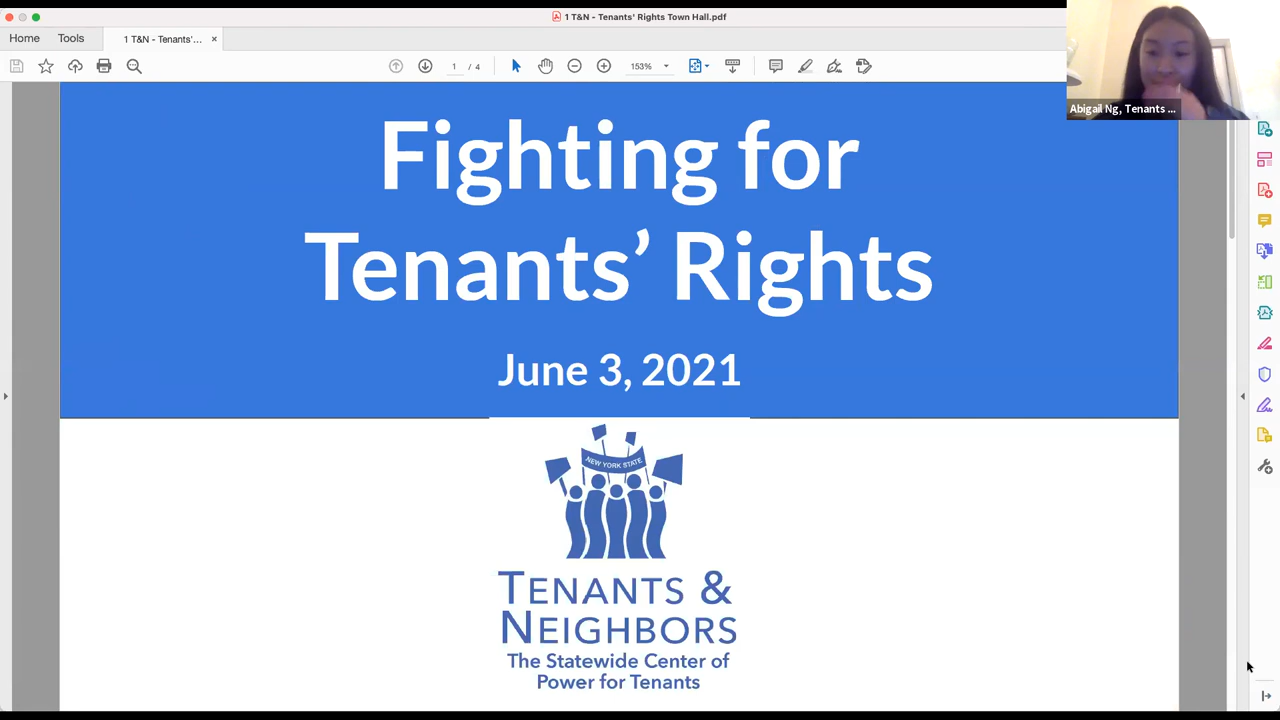 1 T&N - Tenants' Rights Town Hall.pdf
Home
Tools
1 T&N - Tenants'...
1 / 4
153%
Abigail Ng, Tenants ...
Fighting for
Tenants’ Rights
June 3, 2021
NEW YORK STATE
TENANTS &
NEIGHBORS
The Statewide Center of
Power for Tenants